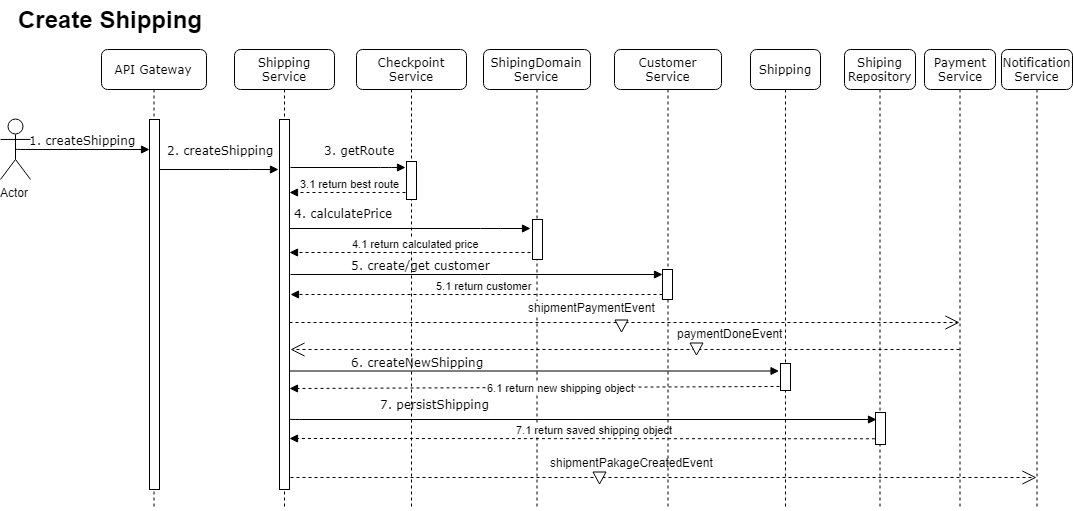 Create Shipping
API Gateway
Shipping
Service
Checkpoint
Service
ShipingDomain
Service
Customer
Service
Shipping
Shiping
Repository
Payment
Service
Notification
Service
1. createShipping
2. createShipping
3. getRoute
3.1 return best route
Actor
4. calculatePrice
4.1 return calculated price
5. create/get customer
5.1 return customer
shipmentPaymentEvent
paymentDoneEvent
6. createNewShipping
6.1 return new shipping object
7. persistShipping
7.1 return saved shipping object
shipmentPakageCreatedEvent